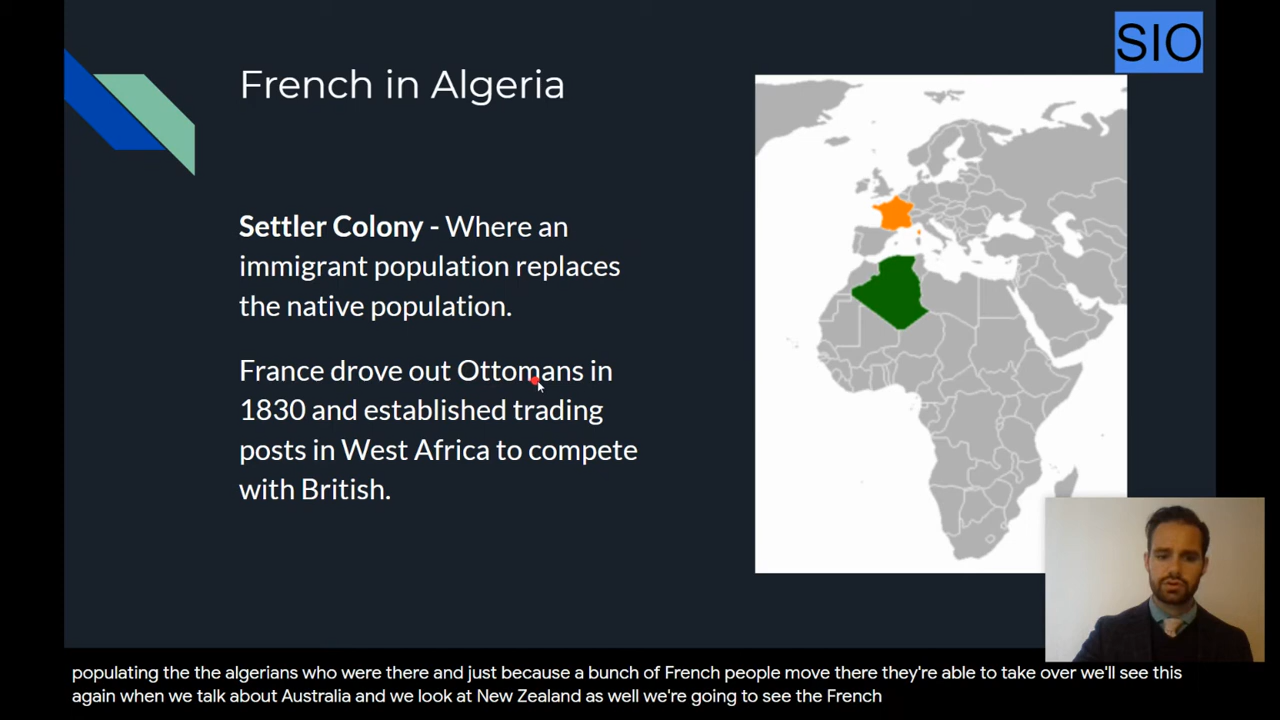 SIO
French in Algeria
Settler Colony - Where an
immigrant population replaces
the native population.
France drove out Ottomans in
1830 and established trading
posts in West Africa to compete
with British.
populating the the algerians who were there and just because a bunch of French people move there they're able to take over we'll see this
again when we talk about Australia and we look at New Zealand as well we're going to see the French